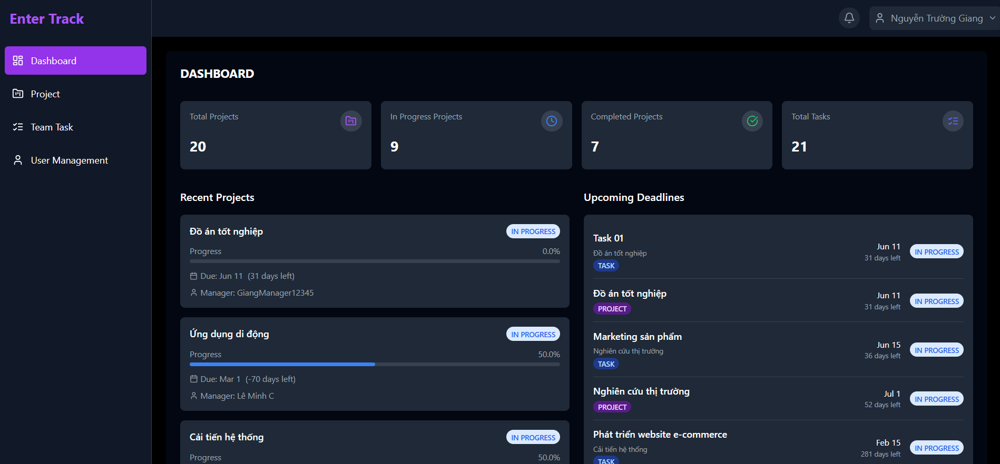 Enter Track
Nguyễn Trường Giang
Dashboard
Project
Team Task
User Management
DASHBOARD
Total Projects
20
In Progress Projects
9
Completed Projects
7
Total Tasks
21
Recent Projects
Đồ án tốt nghiệp
IN PROGRESS
Progress
0.0%
Due: Jun 11 (31 days left)
Manager: GiangManager12345
Ứng dụng di động
IN PROGRESS
Progress
50.0%
Due: Mar 1 (-70 days left)
Manager: Lê Minh C
Cải tiến hệ thống
IN PROGRESS
Progress
50.0%
Upcoming Deadlines
Task 01
Đồ án tốt nghiệp
TASK
Jun 11
31 days left
IN PROGRESS
Đồ án tốt nghiệp
PROJECT
Jun 11
31 days left
IN PROGRESS
Marketing sản phẩm
Nghiên cứu thị trường
TASK
Jun 15
36 days left
IN PROGRESS
Nghiên cứu thị trường
PROJECT
Jul 1
52 days left
IN PROGRESS
Phát triển website e-commerce
Cải tiến hệ thống
TASK
Feb 15
281 days left
IN PROGRESS